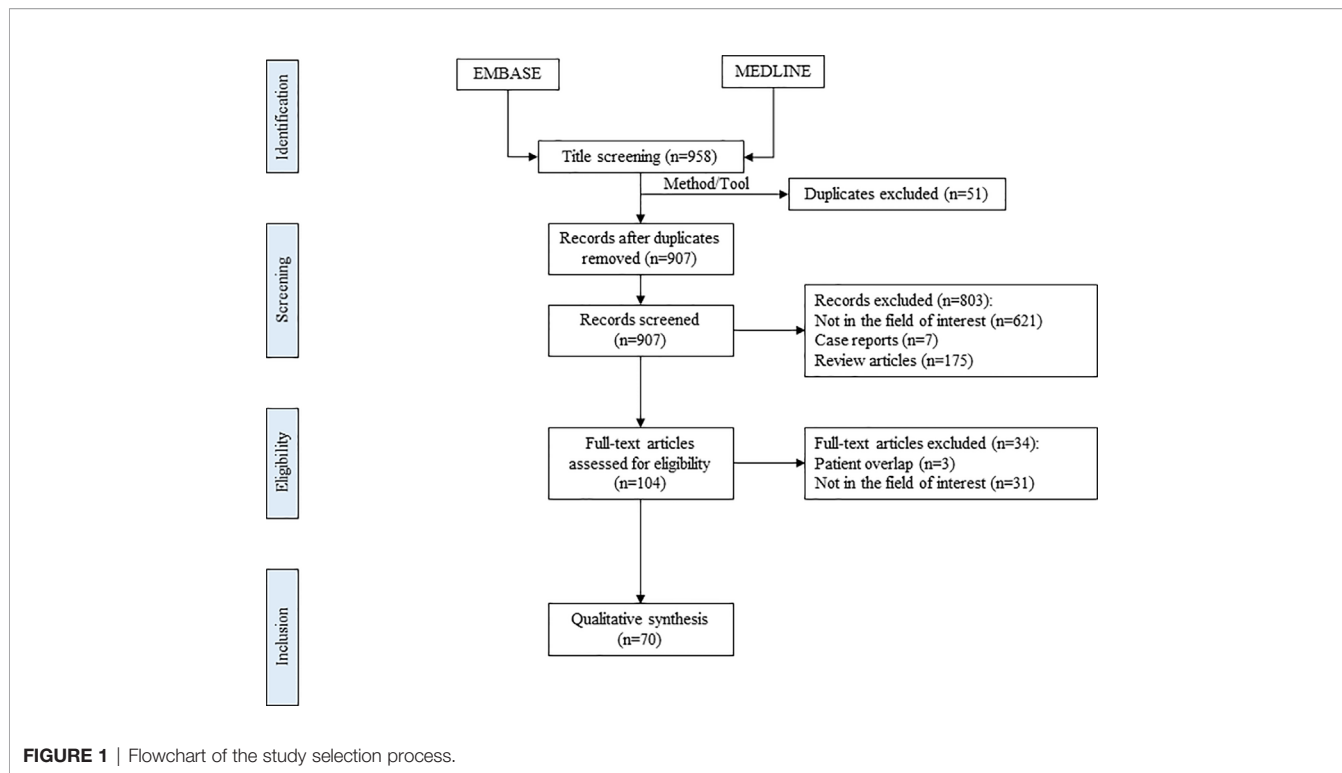 Identification
EMBASE
MEDLINE
Title screening (n=958)
Method/Tool
Duplicates excluded (n=51)
Screening
Records after duplicates
removed (n=907)
Records screened
(n=907)
Records excluded (n=803):
Not in the field of interest (n=621)
Case reports (n=7)
Review articles (n=175)
Eligibility
Full-text articles
assessed for eligibility
(n=104)
Full-text articles excluded (n=34):
Patient overlap (n=3)
Not in the field of interest (n=31)
Inclusion
Qualitative synthesis
(n=70)
FIGURE 1 | Flowchart of the study selection process.